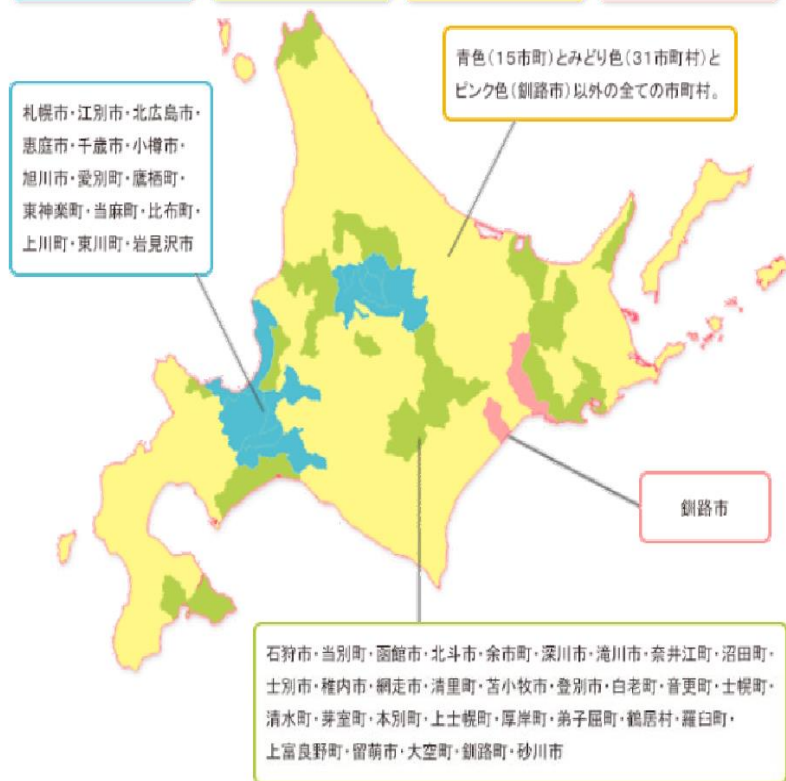 青色(15市町)とみどり色(31市町村)と
ピンク色(釧路市)以外の全ての市町村。
札幌市・江別市・北広島市・
恵庭市・千歳市・小樽市・
旭川市・愛別町・鷹栖町・
東神楽町・当麻町・比布町・
上川町・東川町・岩見沢市
釧路市
石狩市・当別町・函館市・北斗市・余市町・深川市・滝川市・奈井江町・沼田町・
士別市・稚内市・網走市・清里町・苫小牧市・登別市・白老町・音更町・士幌町・
清水町・芽室町・本別町・上士幌町・厚岸町・弟子屈町・鶴居村・羅臼町・
上富良野町・留萌市・大空町・釧路町・砂川市